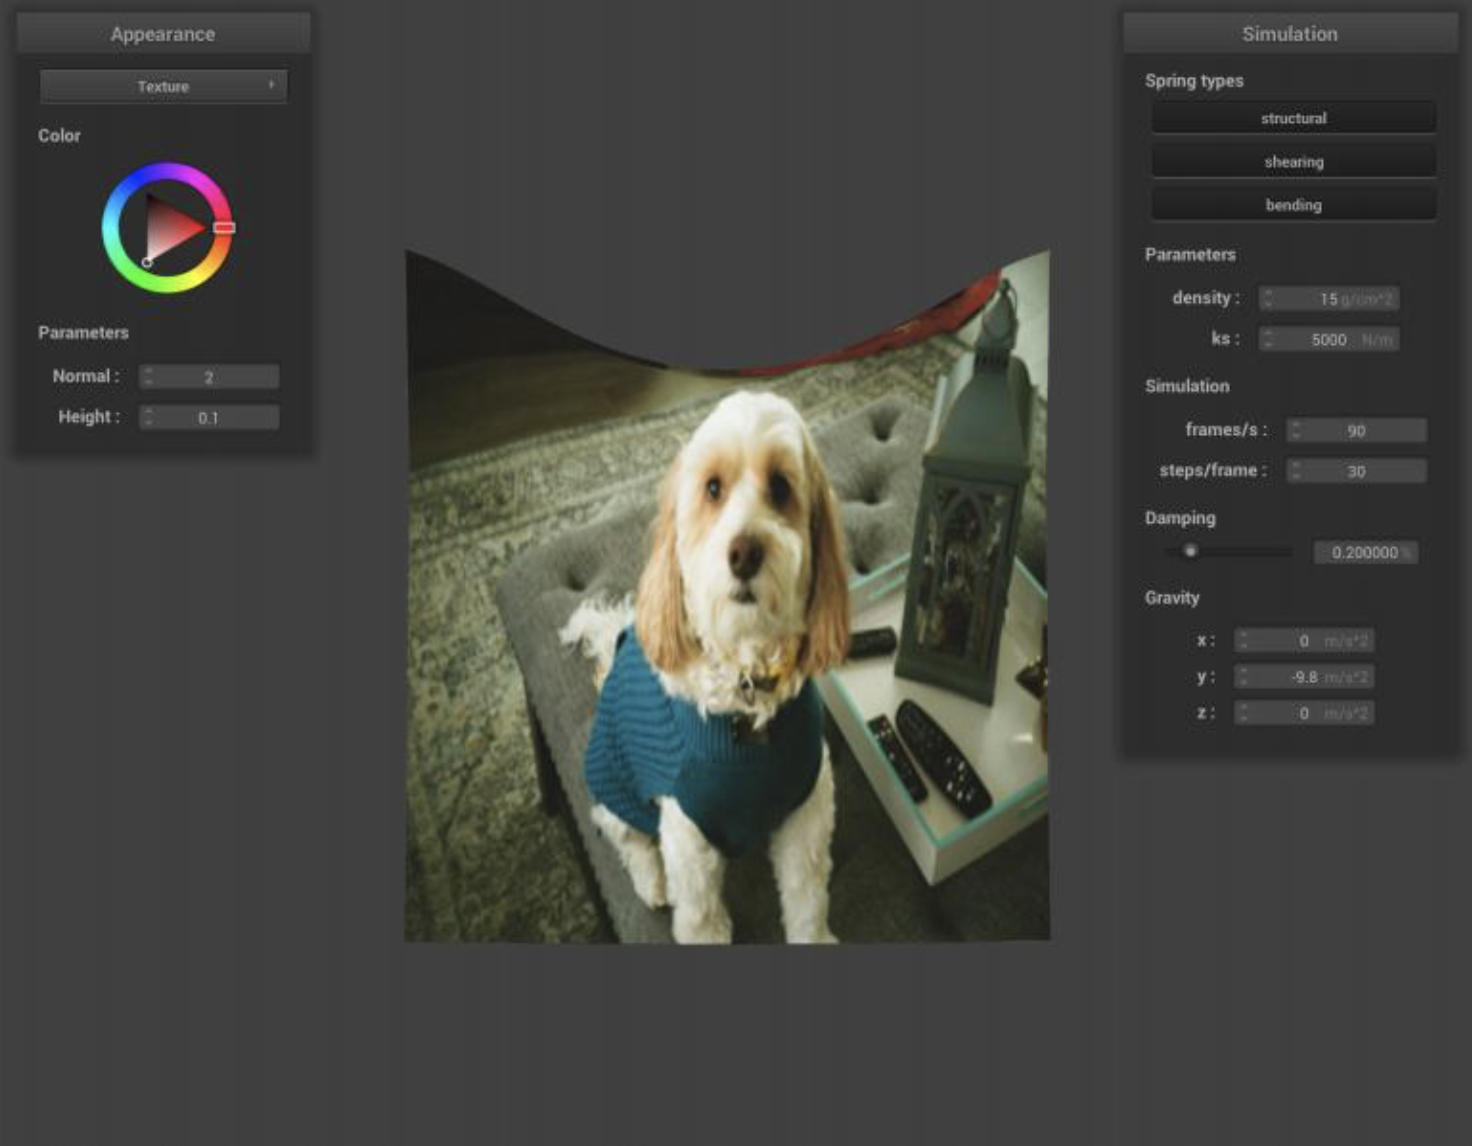 Appearance
Texture
Color
Parameters
Normal :
2
Height :
0.1
Simulation
Spring types
structural
shearing
bending
Parameters
density :
15 g/cm^2
ks :
5000 N/m
Simulation
frames/s :
90
steps/frame :
30
Damping
0.200000 %
Gravity
x :
0 m/s^2
y :
-9.8 m/s^2
z :
0 m/s^2